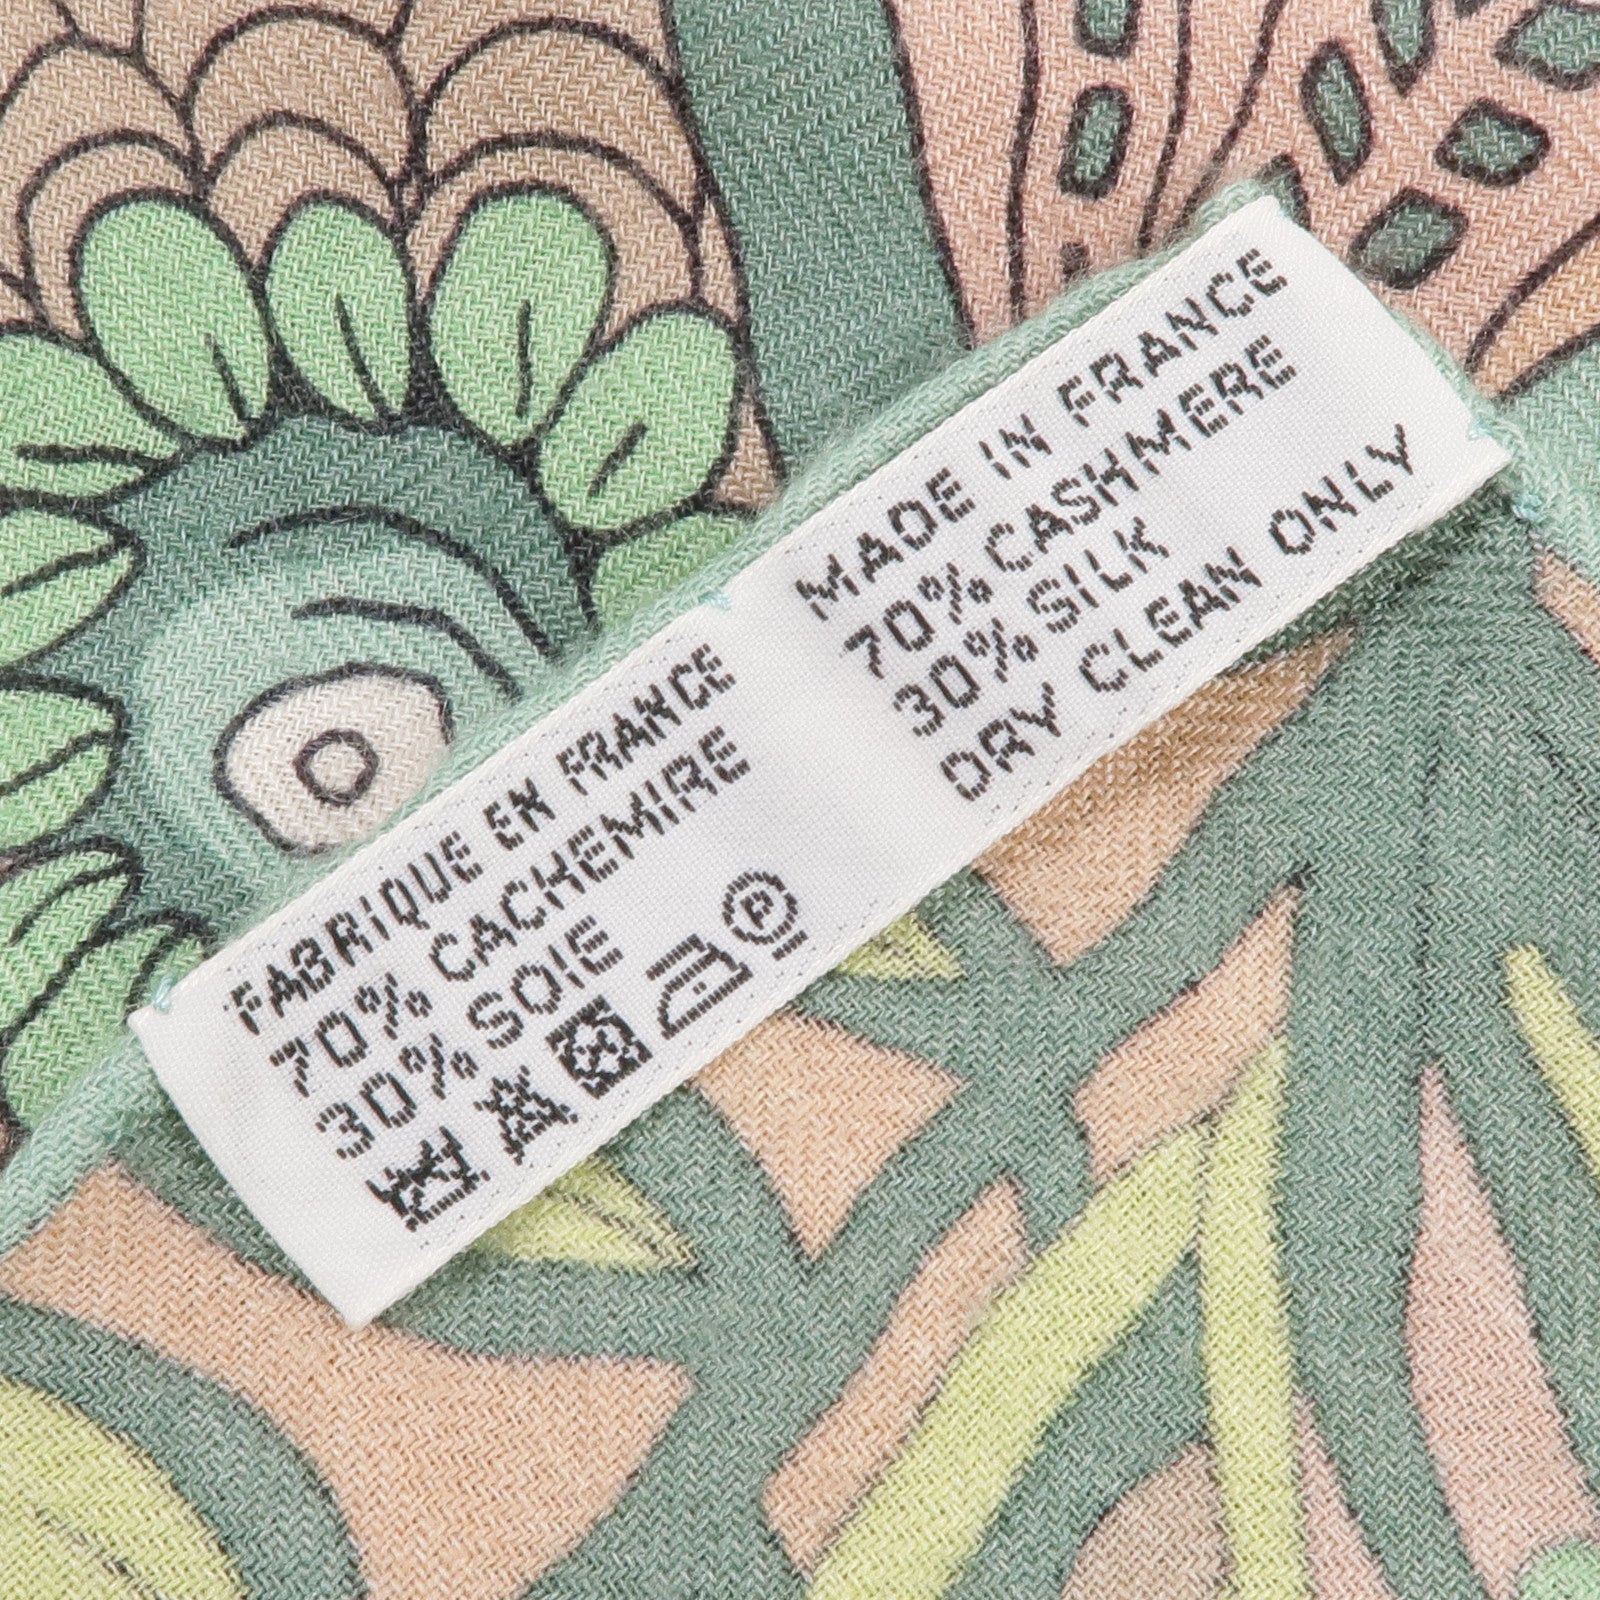 FABRIQUE EN FRANCE
70% CACHEMIRE
30% SOIE
P
MADE IN FRANCE
70% CASHMERE
30% SILK
DRY CLEAN ONLY